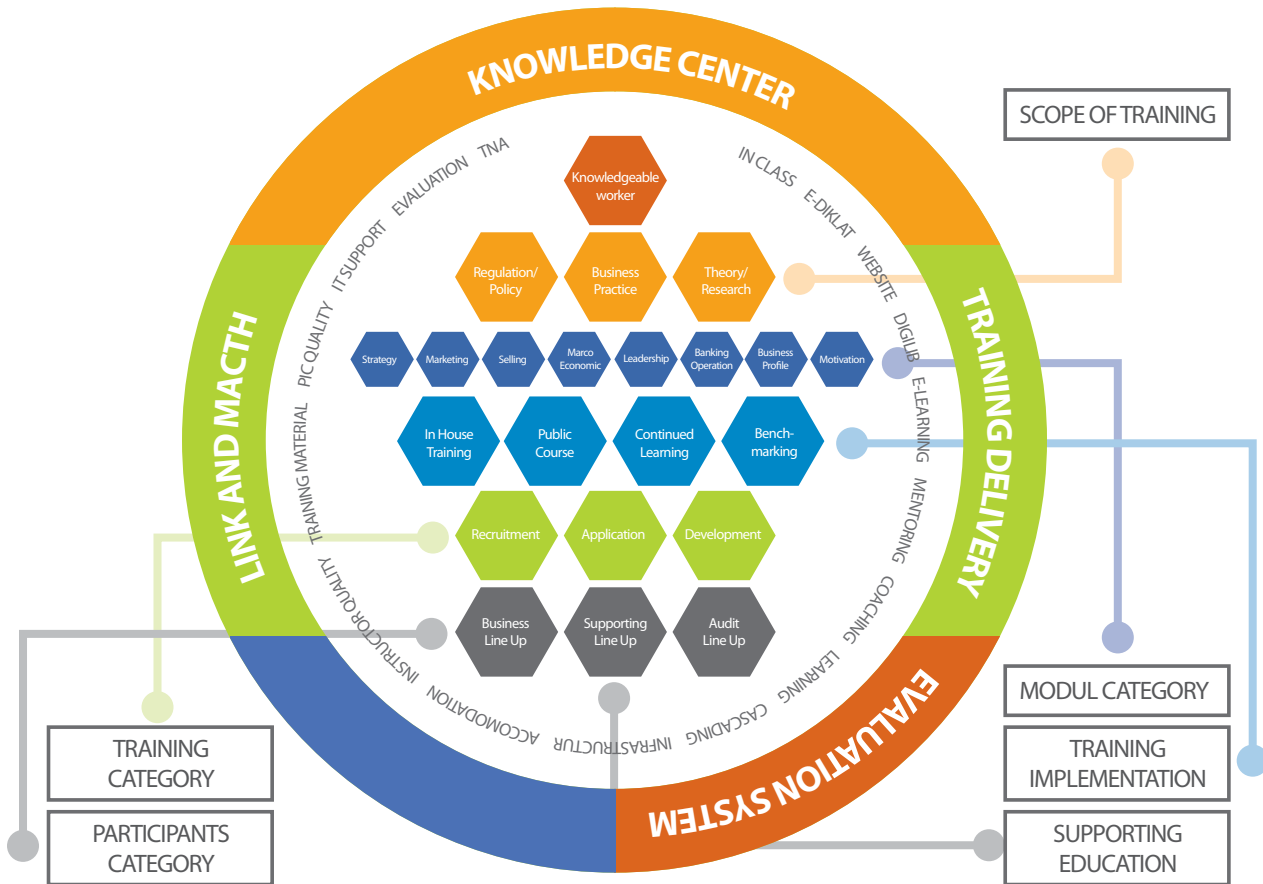 KNOWLEDGE CENTER
SCOPE OF TRAINING
TNA
EVALUATION
IT SUPPORT
PIC QUALITY
TRAINING MATERIAL
INSTRUCTOR QUALITY
ACCOMODATION
INFRASTRUCTUR
IN CLASS
E-DIKLAT
WEBSITE
DIGILIB
E-LEARNING
MENTORING
COACHING
LEARNING
CASCADING
Knowledgeable
worker
Regulation/
Policy
Business
Practice
Theory/
Research
Strategy
Marketing
Selling
Marco
Economic
Leadership
Banking
Operation
Business
Profile
Motivation
In House
Training
Public
Course
Continued
Learning
Bench-
marking
Recruitment
Application
Development
Business
Line Up
Supporting
Line Up
Audit
Line Up
LINK AND MACTH
TRAINING DELIVERY
EVALUATION SYSTEM
TRAINING
CATEGORY
PARTICIPANTS
CATEGORY
MODUL CATEGORY
TRAINING
IMPLEMENTATION
SUPPORTING
EDUCATION